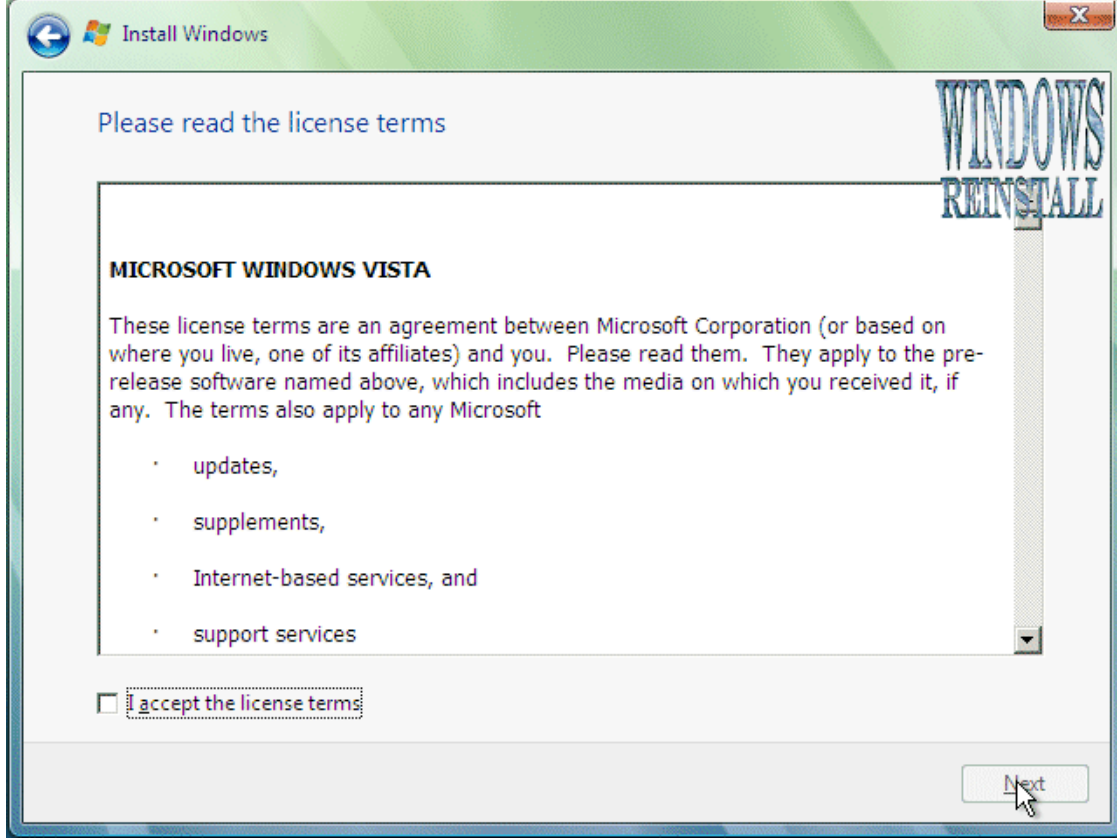 Install Windows
WINDOWS
REINSTALL
Please read the license terms
MICROSOFT WINDOWS VISTA
These license terms are an agreement between Microsoft Corporation (or based on
where you live, one of its affiliates) and you.  Please read them.  They apply to the pre-
release software named above, which includes the media on which you received it, if
any.  The terms also apply to any Microsoft
· updates,
· supplements,
· Internet-based services, and
· support services
I accept the license terms
Next